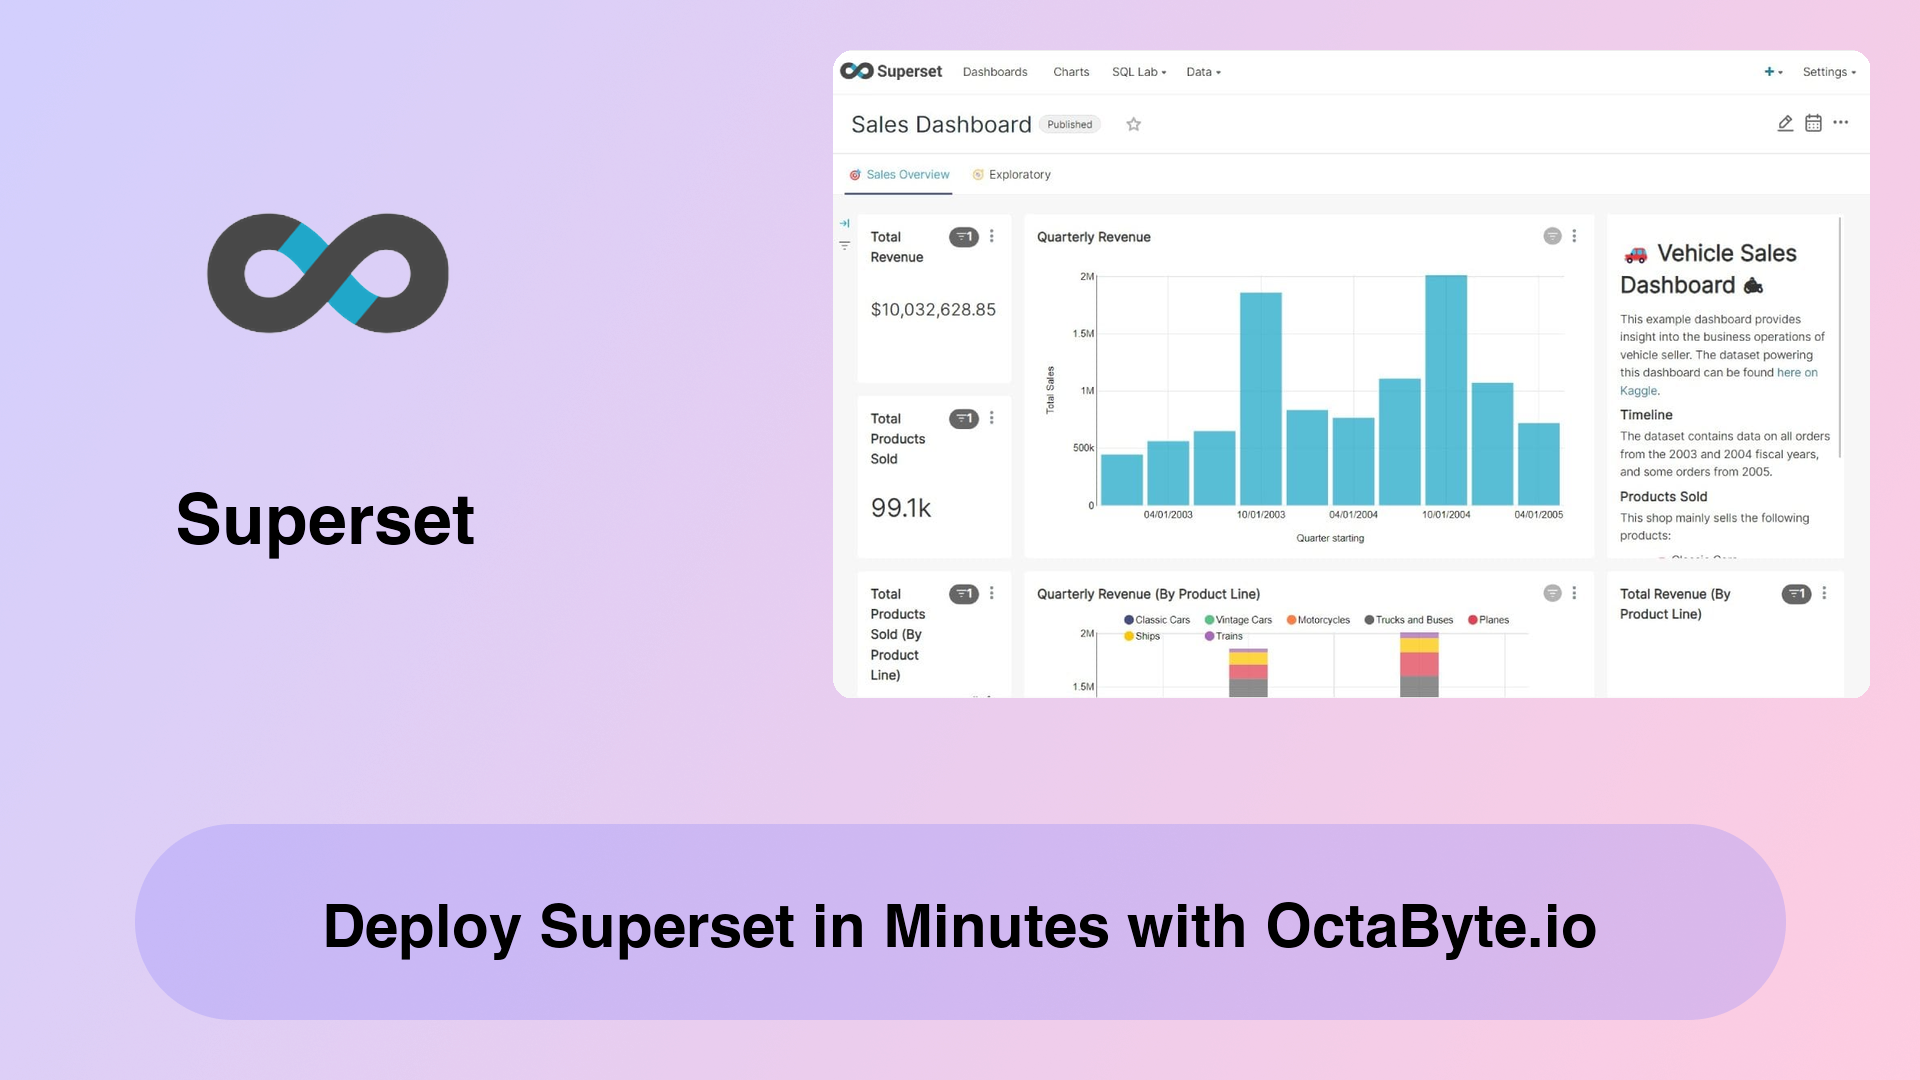 Superset
Superset
Dashboards
Charts
SQL Lab
Data
+
Settings
Sales Dashboard
Published
Sales Overview
Exploratory
Total
Revenue
1
$10,032,628.85
Total
Products
Sold
1
99.1k
Quarterly Revenue
2M
1.5M
1M
500k
0
Total Sales
04/01/2003
10/01/2003
04/01/2004
10/01/2004
04/01/2005
Quarter starting
Vehicle Sales
Dashboard
This example dashboard provides
insight into the business operations of
vehicle seller. The dataset powering
this dashboard can be found here on
Kaggle.
Timeline
The dataset contains data on all orders
from the 2003 and 2004 fiscal years,
and some orders from 2005.
Products Sold
This shop mainly sells the following
products:
Total
Products
Sold (By
Product
Line)
1
Quarterly Revenue (By Product Line)
Classic Cars
Vintage Cars
Motorcycles
Trucks and Buses
Planes
Ships
Trains
2M
1.5M
Total Revenue (By
Product Line)
1
Deploy Superset in Minutes with OctaByte.io